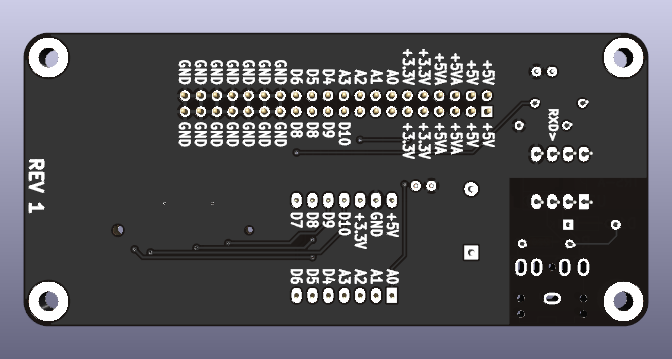 GND
GND
GND
GND
GND
GND
GND
D6
D5
D4
A3
A2
A1
A0
+3.3V
+3.3V
+5VA
+5VA
+5V
+5V
GND
GND
GND
GND
GND
GND
GND
D8
D8
D9
D10
+3.3V
+3.3V
+5VA
+5VA
+5V
+5V
RXD>
REV 1
D7
D8
D9
D10
+3.3V
GND
+5V
D6
D5
D4
A3
A2
A1
A0